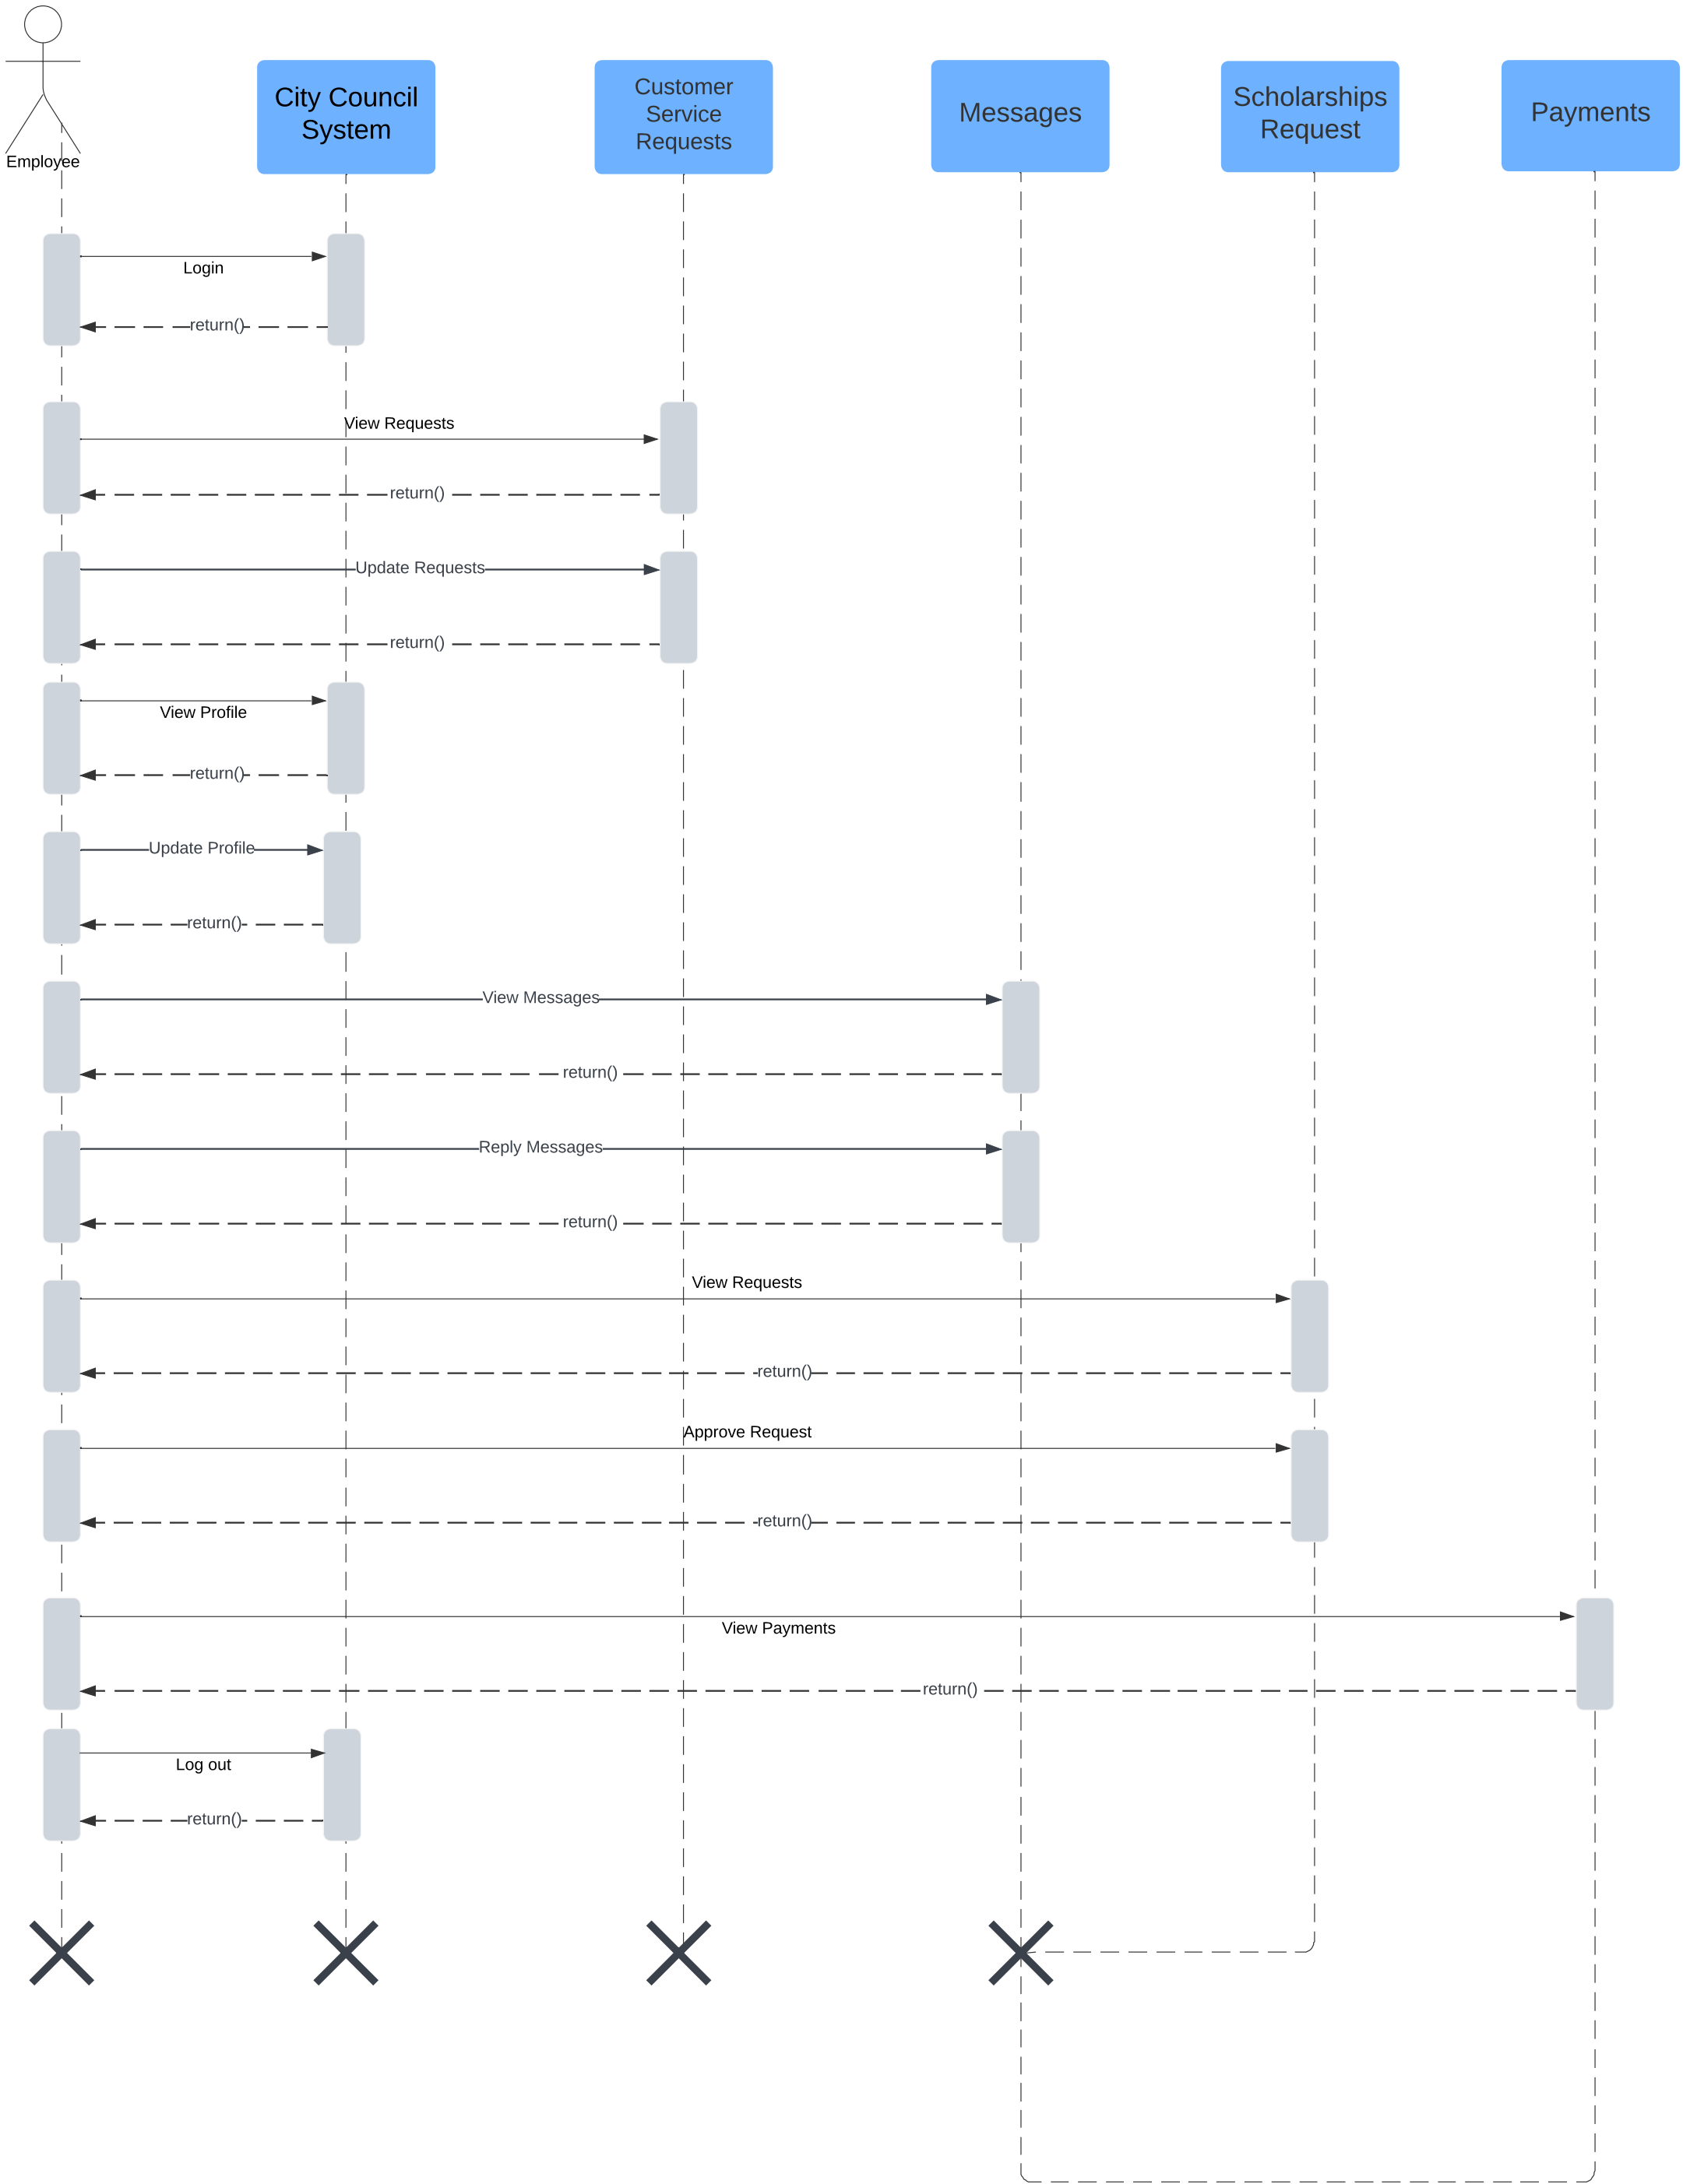 Employee
City Council
System
Customer
Service
Requests
Messages
Scholarships
Request
Payments
Login
return()
View Requests
return()
Update Requests
return()
View Profile
return()
Update Profile
return()
View Messages
return()
Reply Messages
return()
View Requests
return()
Approve Request
return()
View Payments
return()
Log out
return()